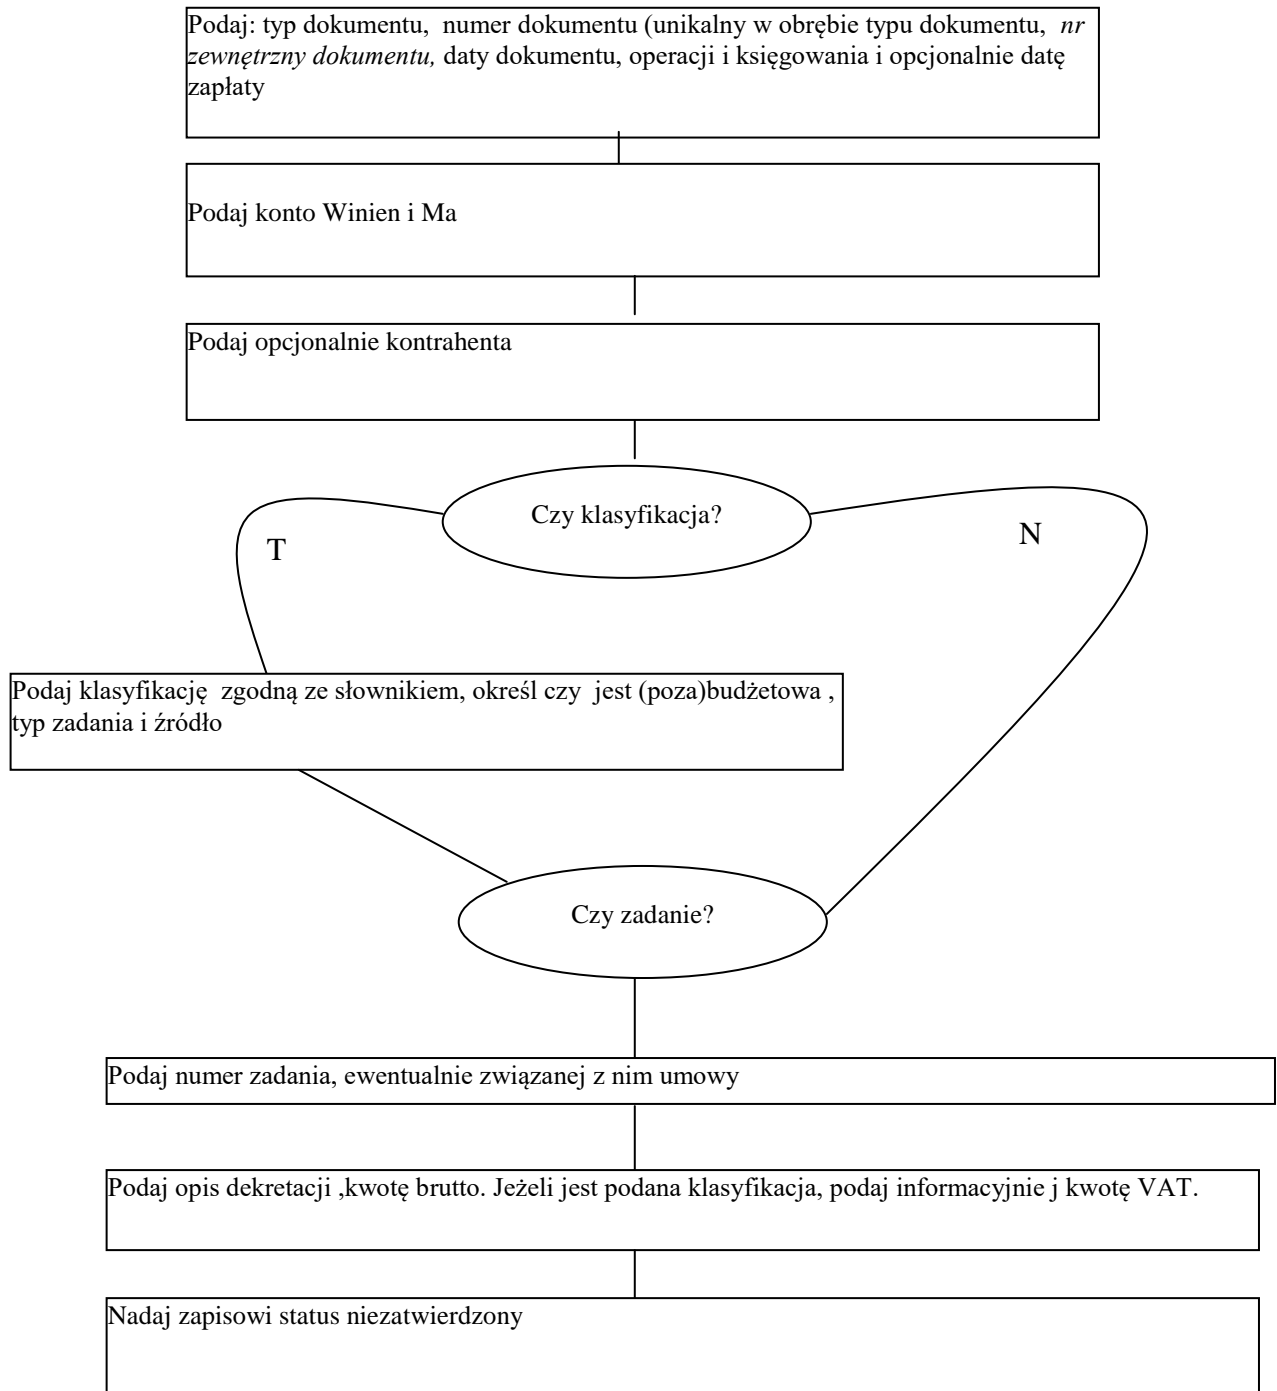 Podaj: typ dokumentu, numer dokumentu (unikalny w obrębie typu dokumentu, nr
zewnętrzny dokumentu, daty dokumentu, operacji i księgowania i opcjonalnie datę
zapłaty
Podaj konto Winien i Ma
Podaj opcjonalnie kontrahenta
Czy klasyfikacja?
T
N
Podaj klasyfikację zgodną ze słownikiem, określ czy jest (poza)budżetowa ,
typ zadania i źródło
Czy zadanie?
Podaj numer zadania, ewentualnie związanej z nim umowy
Podaj opis dekretacji ,kwotę brutto. Jeżeli jest podana klasyfikacja, podaj informacyjnie j kwotę VAT.
Nadaj zapisowi status niezatwierdzony